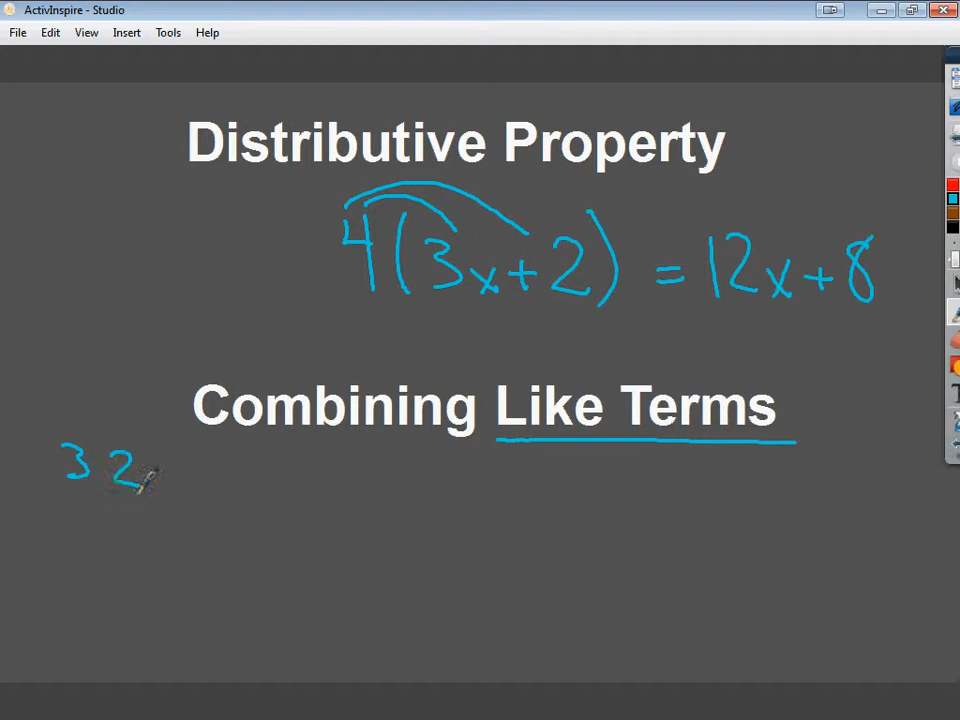 ActivInspire - Studio
File Edit View Insert Tools Help
Distributive Property
4(3x+2) = 12x+8
Combining Like Terms
3 2